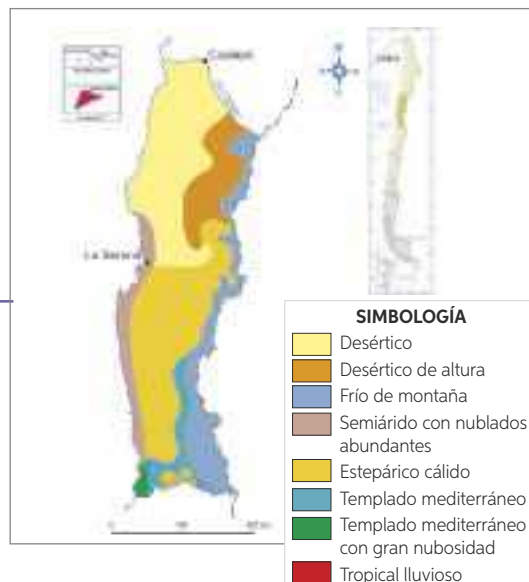 La Serena
SIMBOLOGÍA
Desértico
Desértico de altura
Frío de montaña
Semiárido con nublados
abundantes
Estepárico cálido
Templado mediterráneo
Templado mediterráneo
con gran nubosidad
Tropical lluvioso